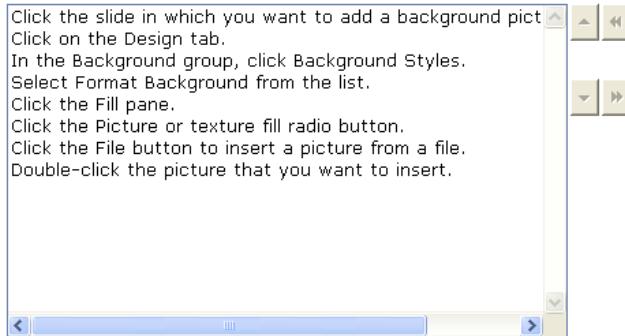 Click the slide in which you want to add a background pict
Click on the Design tab.
In the Background group, click Background Styles.
Select Format Background from the list.
Click the Fill pane.
Click the Picture or texture fill radio button.
Click the File button to insert a picture from a file.
Double-click the picture that you want to insert.